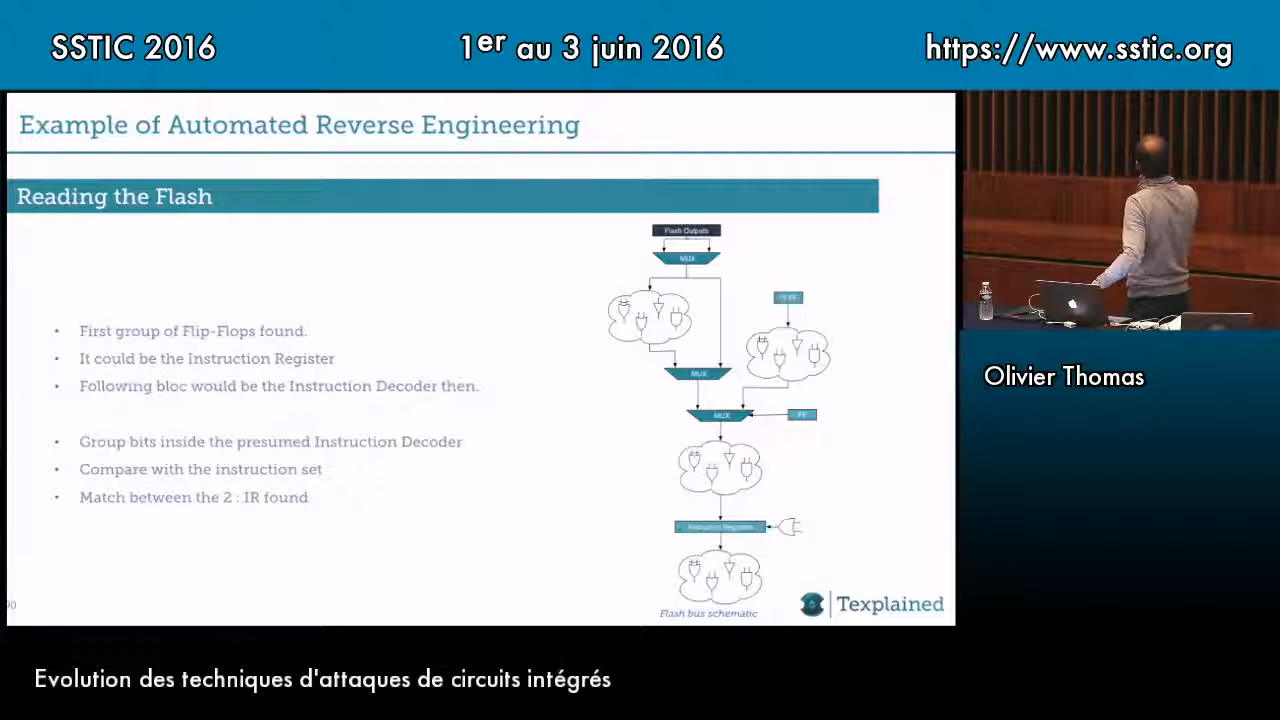 SSTIC 2016
1er au 3 juin 2016
https://www.sstic.org
Example of Automated Reverse Engineering
Reading the Flash
Flash Outputs
MUX
• First group of Flip-Flops found.
• It could be the Instruction Register
• Following bloc would be the Instruction Decoder then.
MUX
MUX
FF
• Group bits inside the presumed Instruction Decoder
• Compare with the instruction set
• Match between the 2 : IR found
Instruction Register
Flash bus schematic
90
Texplained
Olivier Thomas
Evolution des techniques d'attaques de circuits intégrés